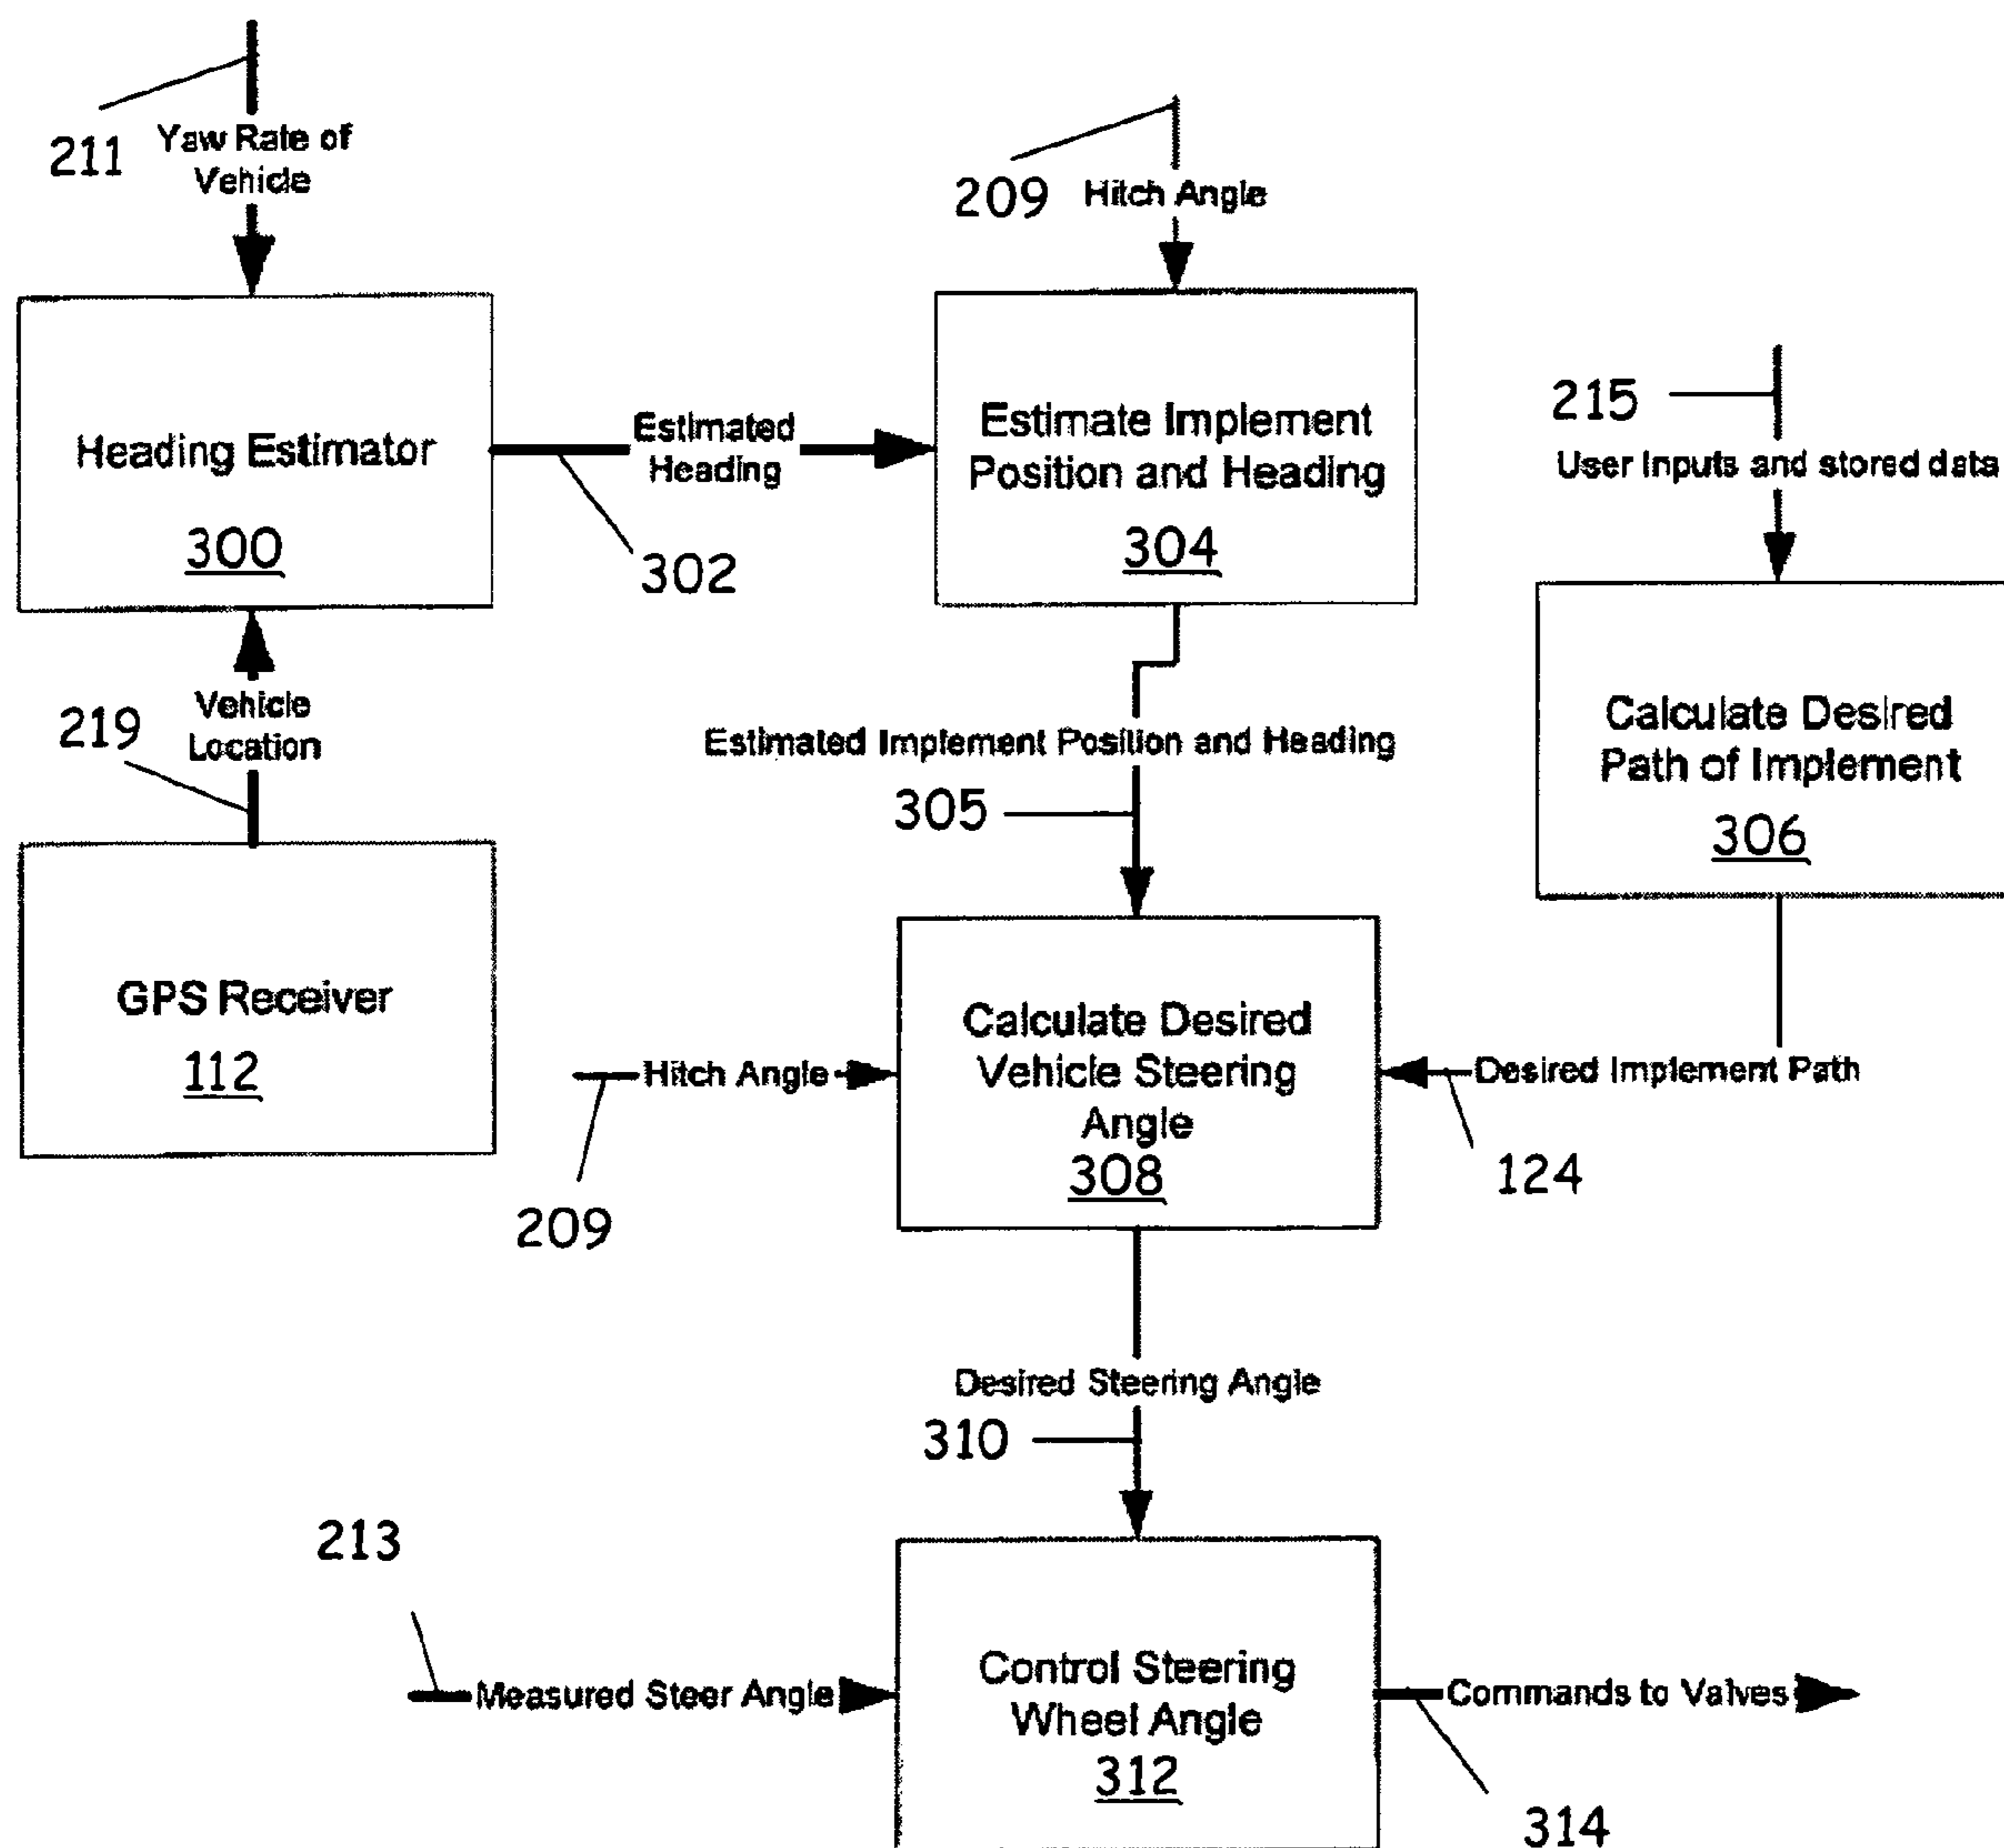 211
Yaw Rate of
Vehicle
209
Hitch Angle
Heading Estimator
300
Estimated
Heading
302
Estimate Implement
Position and Heading
304
215
User Inputs and stored data
219
Vehicle
Location
Estimated Implement Position and Heading
305
Calculate Desired
Path of Implement
306
GPS Receiver
112
Hitch Angle
209
Calculate Desired
Vehicle Steering
Angle
308
Desired Implement Path
124
Desired Steering Angle
310
213
Measured Steer Angle
Control Steering
Wheel Angle
312
Commands to Valves
314